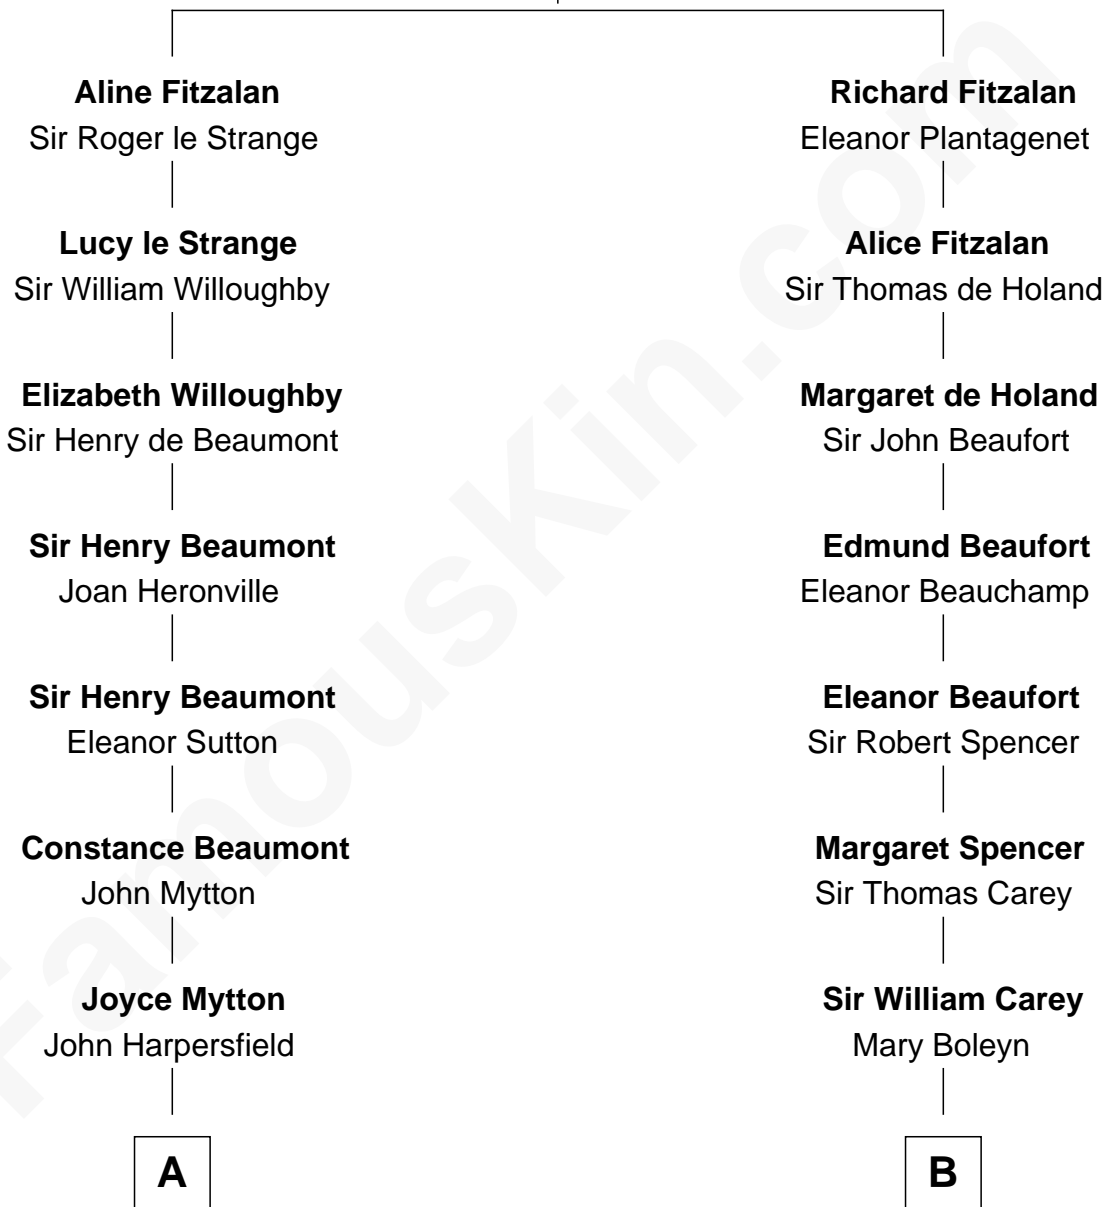 Aline Fitzalan
Sir Roger le Strange
Lucy le Strange
Sir William Willoughby
Elizabeth Willoughby
Sir Henry de Beaumont
Sir Henry Beaumont
Joan Heronville
Sir Henry Beaumont
Eleanor Sutton
Constance Beaumont
John Mytton
Joyce Mytton
John Harpersfield
A
Richard Fitzalan
Eleanor Plantagenet
Alice Fitzalan
Sir Thomas de Holand
Margaret de Holand
Sir John Beaufort
Edmund Beaufort
Eleanor Beauchamp
Eleanor Beaufort
Sir Robert Spencer
Margaret Spencer
Sir Thomas Carey
Sir William Carey
Mary Boleyn
B
FamousKin.com